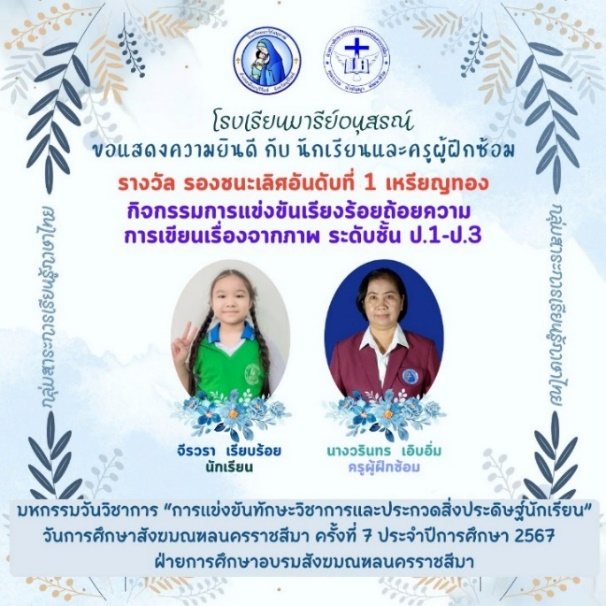 โรงเรียนมารีย์อนุสรณ์
ขอแสดงความยินดี กับ นักเรียนและครูผู้ฝึกซ้อม
รางวัล รองชนะเลิศอันดับที่ 1 เหรียญทอง
กิจกรรมการแข่งขันเรียงร้อยถ้อยความ
การเขียนเรื่องจากภาพ ระดับชั้น ป.1-ป.3
กลุ่มสาระการเรียนรู้ภาษาไทย
กลุ่มสาระการเรียนรู้ภาษาไทย
จีรวรา เรียบร้อย
นักเรียน
นางวรินทร เอิบอิ่ม
ครูผู้ฝึกซ้อม
มหกรรมวันวิชาการ “การแข่งขันทักษะวิชาการและประกวดสิ่งประดิษฐ์นักเรียน”
วันการศึกษาสังฆมณฑลนครราชสีมา ครั้งที่ 7 ประจำปีการศึกษา 2567
ฝ่ายการศึกษาอบรมสังฆมณฑลนครราชสีมา